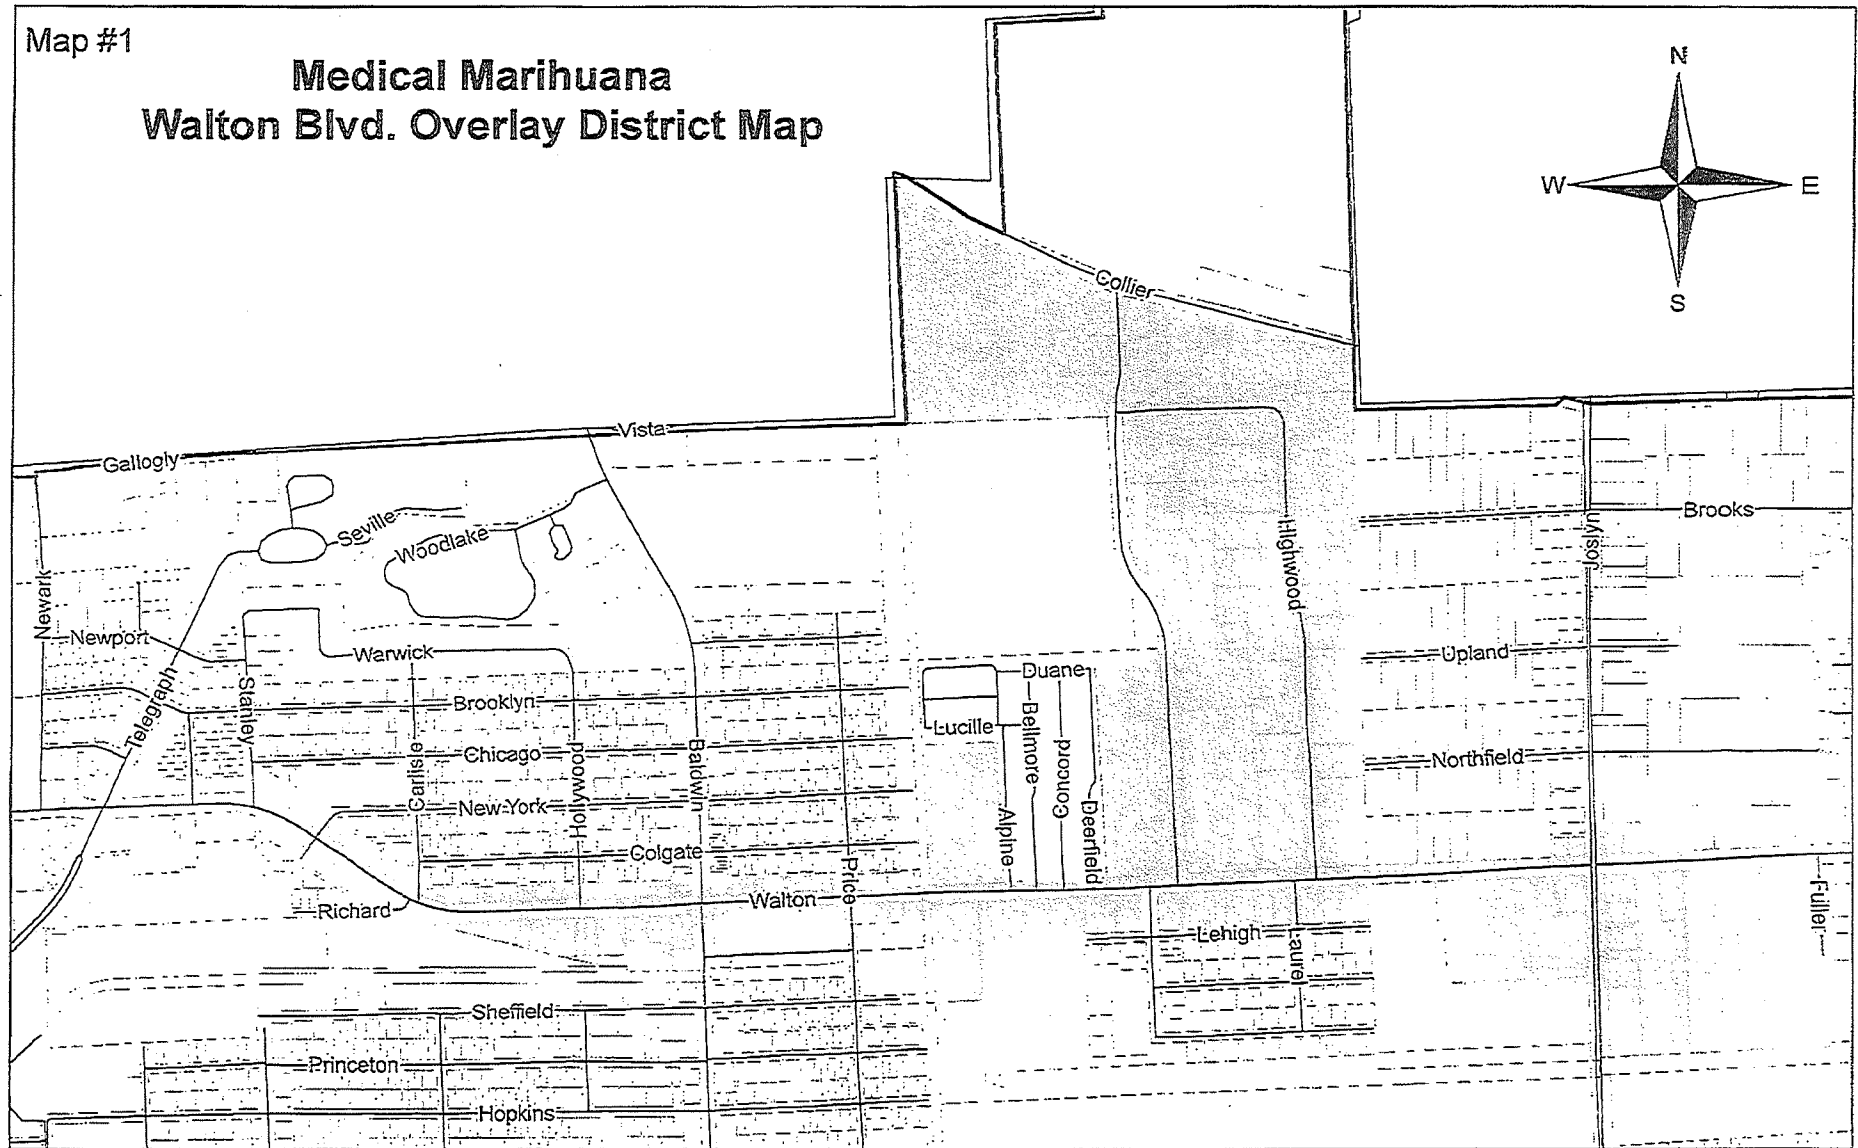 Map #1
Medical Marihuana
Walton Blvd. Overlay District Map
N
W
E
S
Collier
Vista
Gallogly
Seville
Woodlake
Highwood
Joslyn
Brooks
Newark
Newport
Warwick
Upland
Telegraph
Stanley
Brooklyn
Duane
Lucille
Bellmore
Concord
Chicago
Carlisle
Hollywood
Baldwin
Northfield
New York
Alpine
Deerfield
Colgate
Price
Richard
Walton
Fuller
Lehigh
Laurel
Sheffield
Princeton
Hopkins